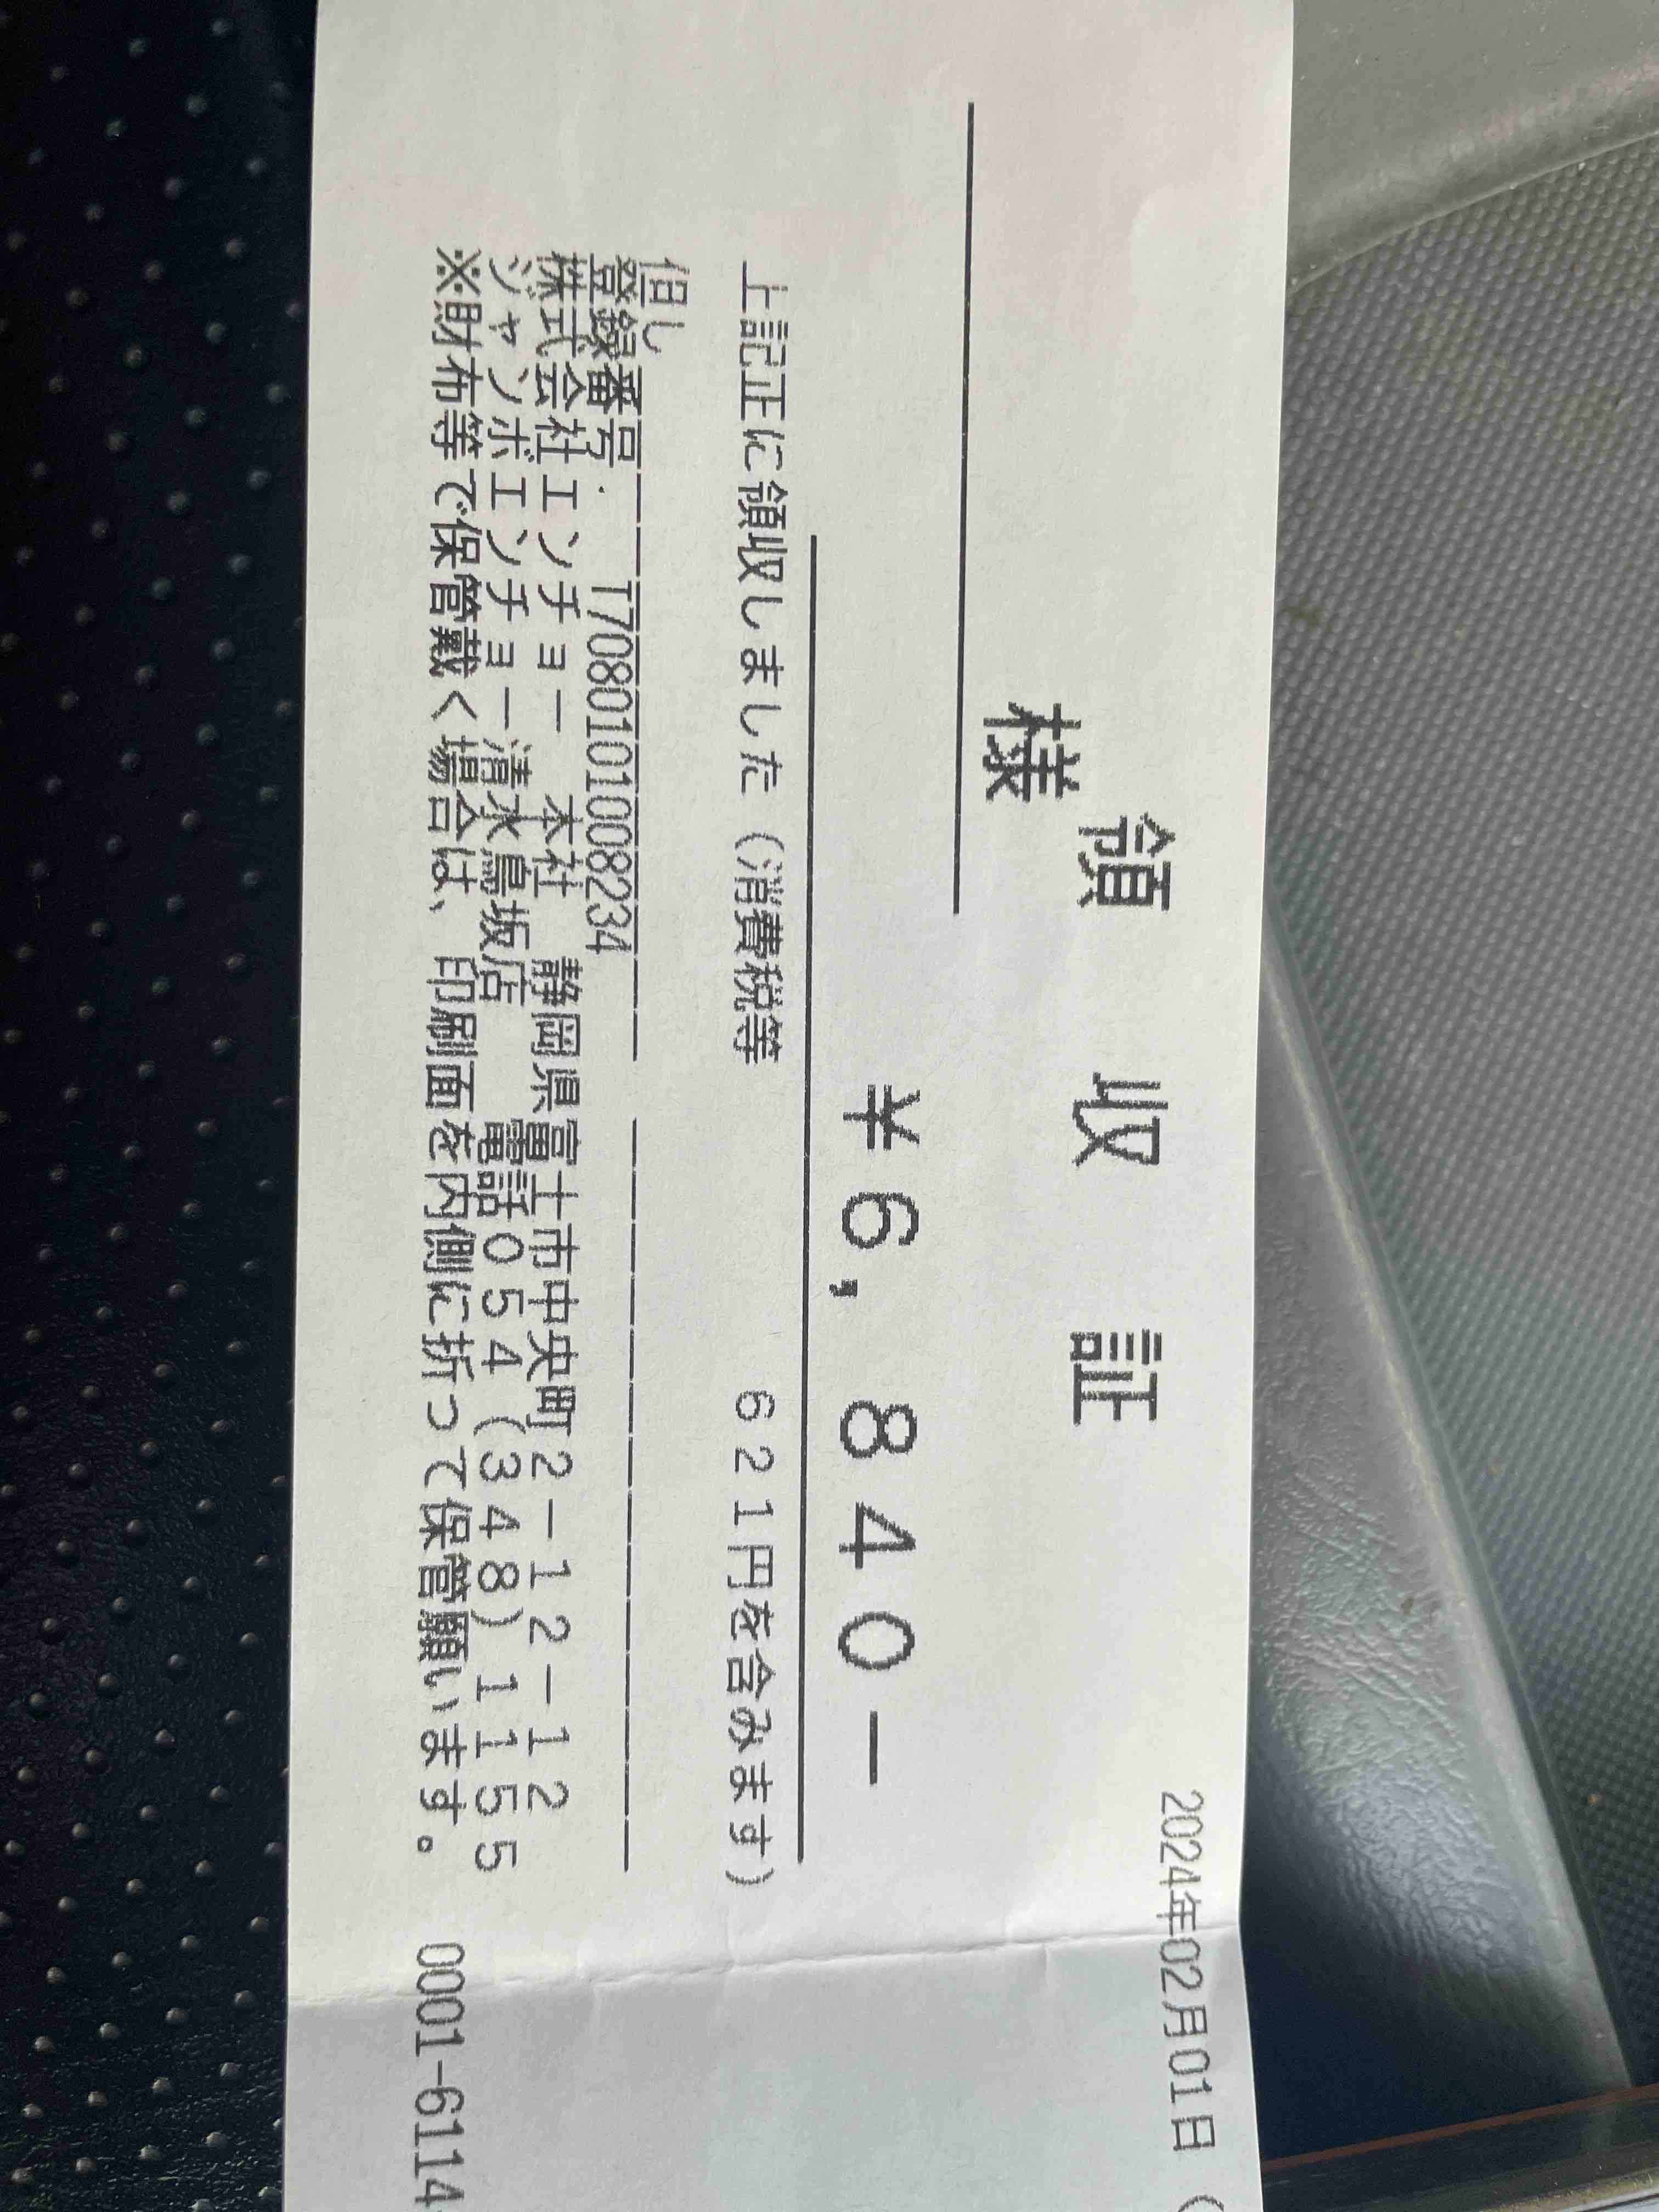 2024年02月01日（
領 収 証
様
￥６，８４０－
上記正に領収しました（消費税等 ６２１円を含みます）
但し
登録番号： T7080101008234
株式会社エンチョー 本社 静岡県富士市中央町２－１２－１２
ジャンボエンチョー清水鳥坂店 電話０５４（３４８）１１５５
※財布等で保管戴く場合は、印刷面を内側に折って保管願います。 0001-6114